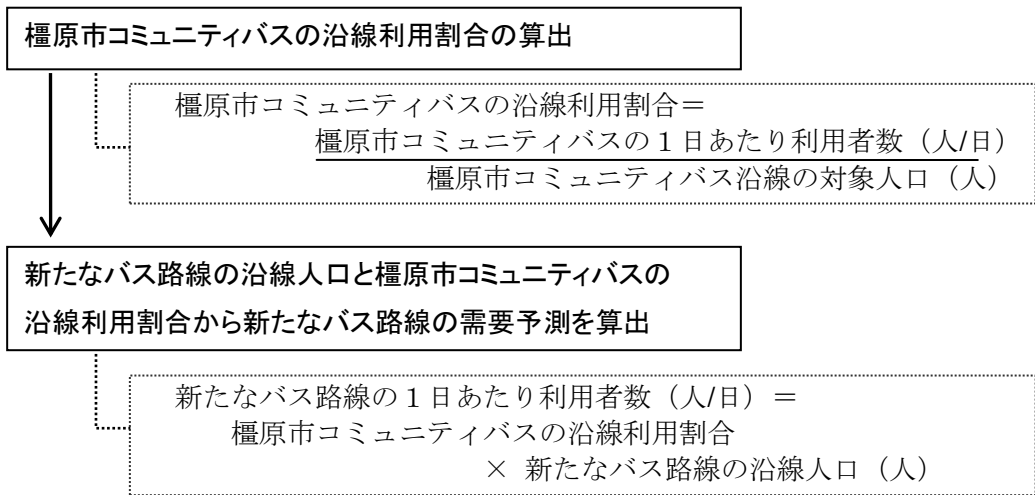 橿原市コミュニティバスの沿線利用割合の算出
橿原市コミュニティバスの沿線利用割合＝
橿原市コミュニティバスの１日あたり利用者数（人/日）
橿原市コミュニティバス沿線の対象人口（人）
新たなバス路線の沿線人口と橿原市コミュニティバスの
沿線利用割合から新たなバス路線の需要予測を算出
新たなバス路線の１日あたり利用者数（人/日）＝
橿原市コミュニティバスの沿線利用割合
× 新たなバス路線の沿線人口（人）